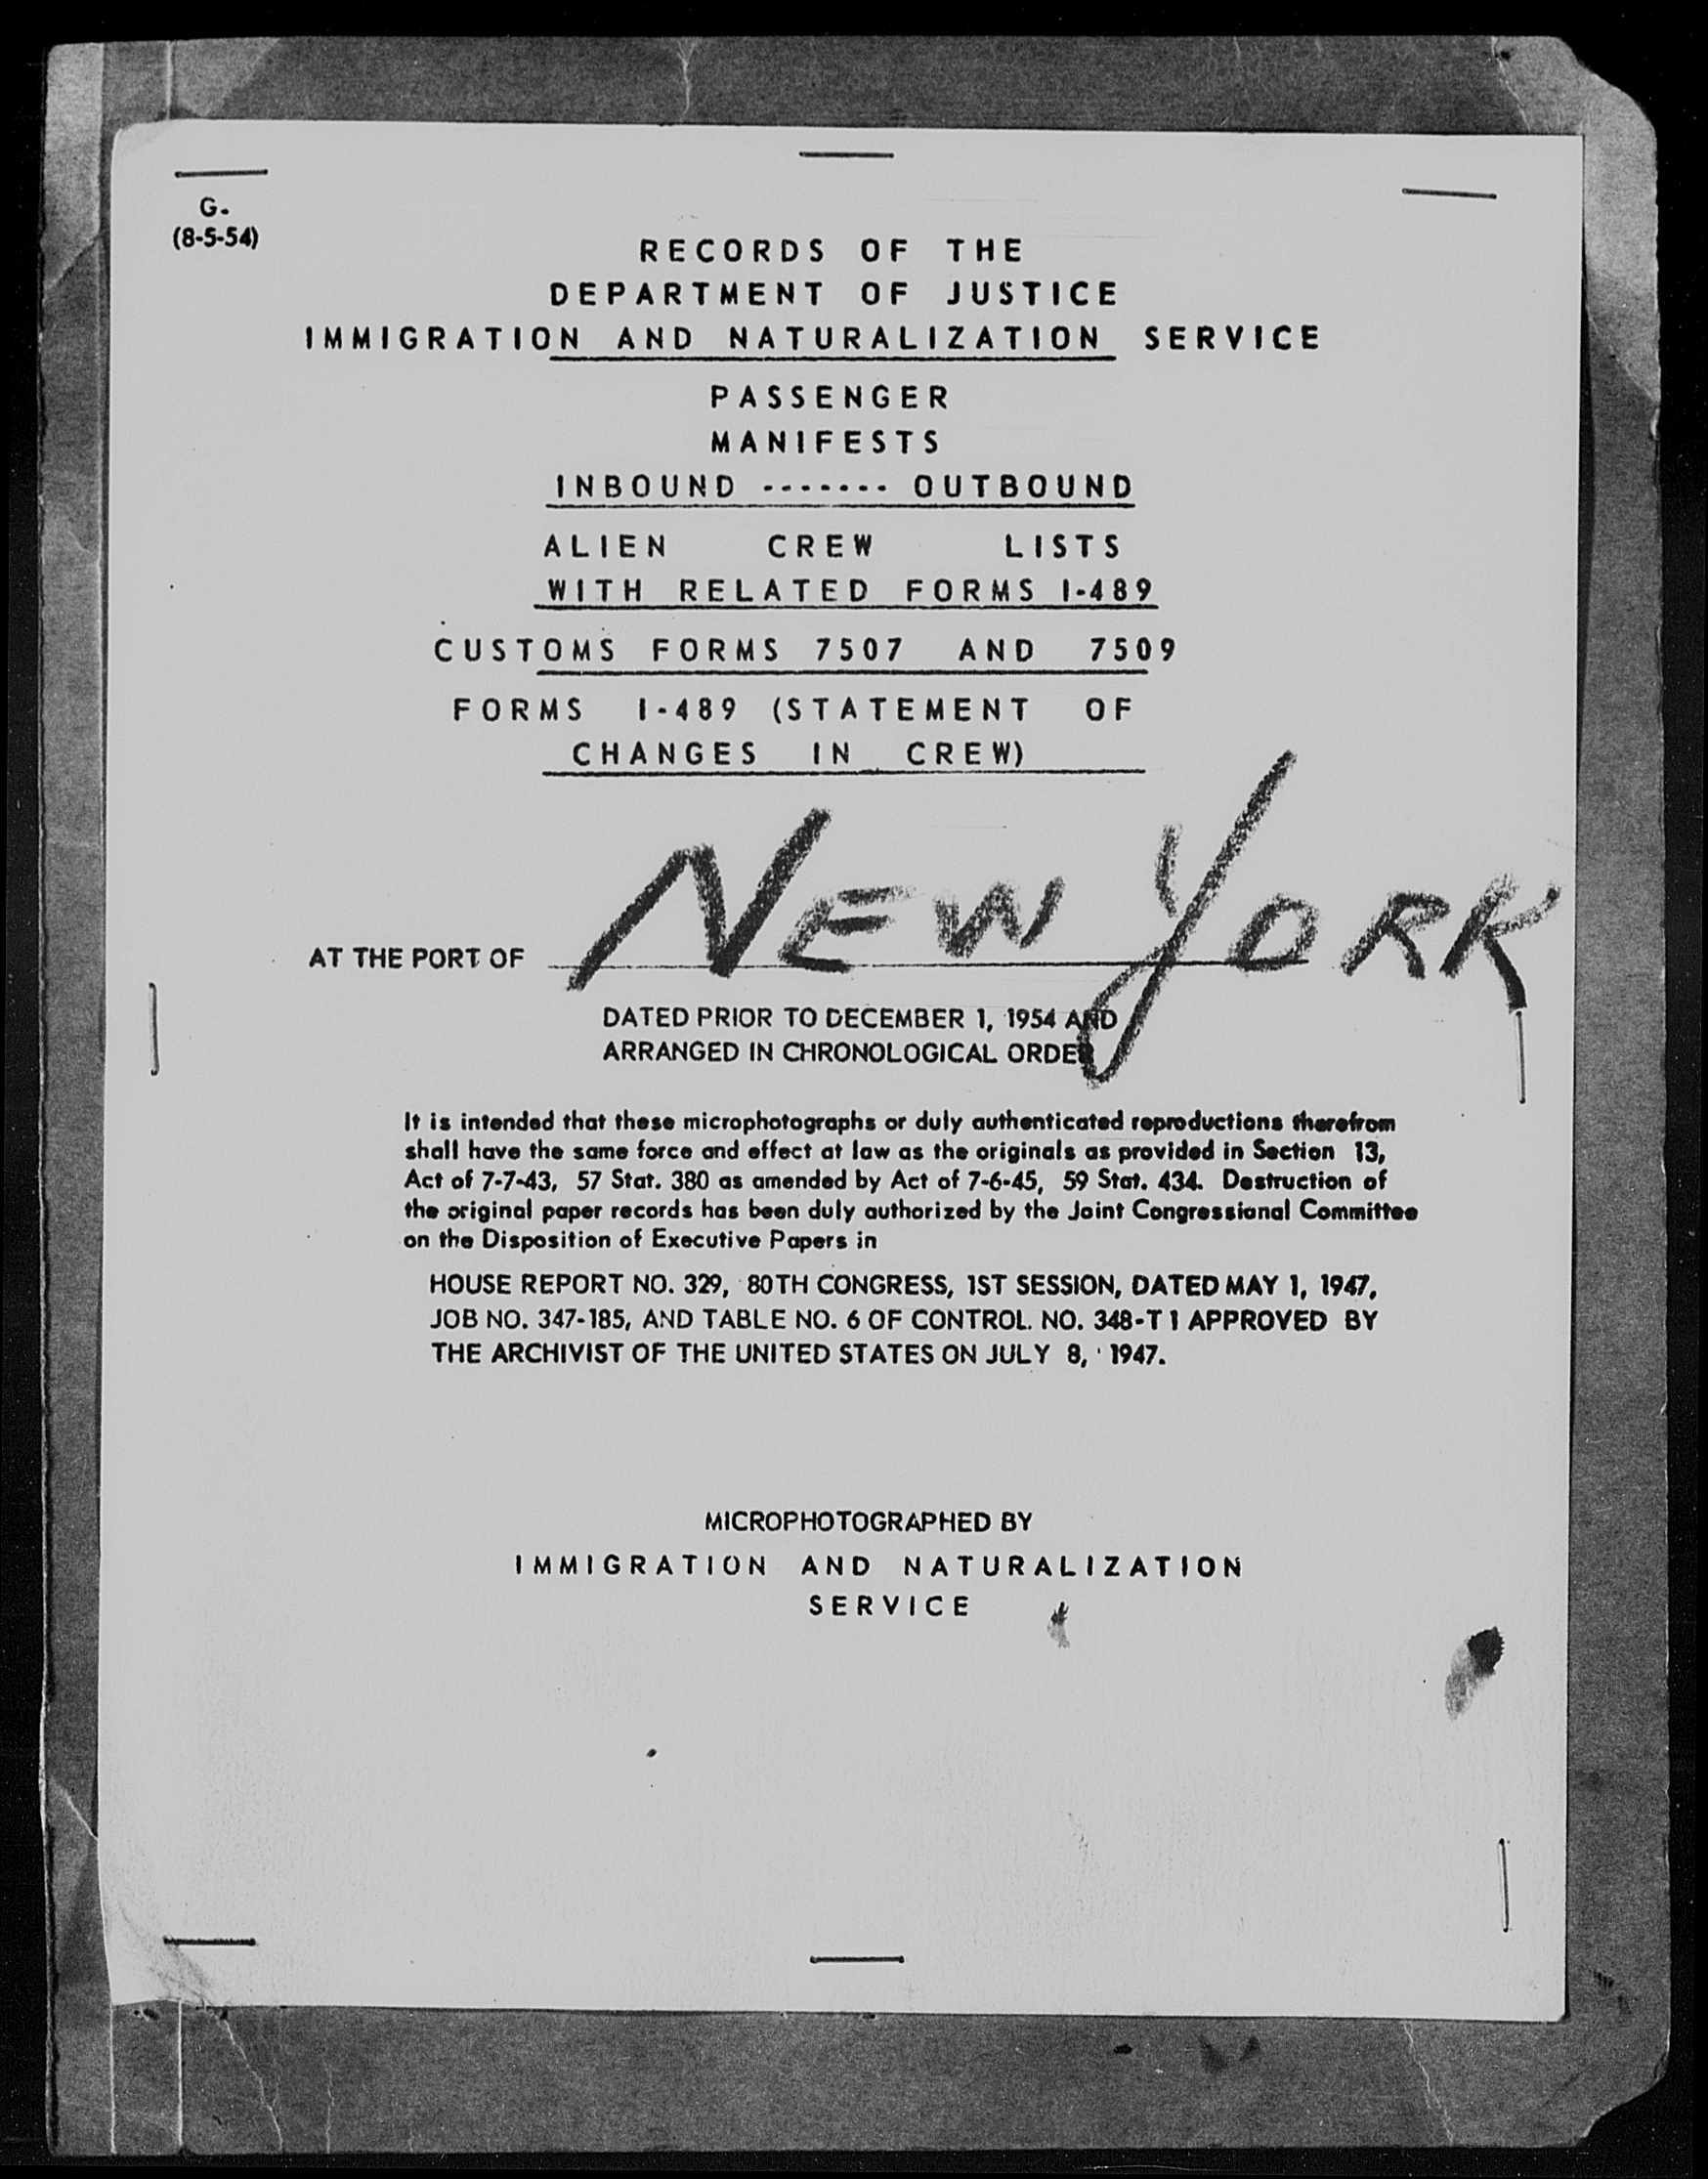 G.
(8-5-54)
RECORDS OF THE
DEPARTMENT OF JUSTICE
IMMIGRATION AND NATURALIZATION SERVICE
PASSENGER
MANIFESTS
INBOUND ------- OUTBOUND
ALIEN CREW LISTS
WITH RELATED FORMS I-489
CUSTOMS FORMS 7507 AND 7509
FORMS I-489 (STATEMENT OF
CHANGES IN CREW)
AT THE PORT OF NEW YORK
DATED PRIOR TO DECEMBER 1, 1954 AND
ARRANGED IN CHRONOLOGICAL ORDER
It is intended that these microphotographs or duly authenticated reproductions therefrom
shall have the same force and effect at law as the originals as provided in Section 13,
Act of 7-7-43, 57 Stat. 380 as amended by Act of 7-6-45, 59 Stat. 434. Destruction of
the original paper records has been duly authorized by the Joint Congressional Committee
on the Disposition of Executive Papers in
HOUSE REPORT NO. 329, 80TH CONGRESS, 1ST SESSION, DATED MAY 1, 1947,
JOB NO. 347-185, AND TABLE NO. 6 OF CONTROL. NO. 348-T 1 APPROVED BY
THE ARCHIVIST OF THE UNITED STATES ON JULY 8, 1947.
MICROPHOTOGRAPHED BY
IMMIGRATION AND NATURALIZATION
SERVICE